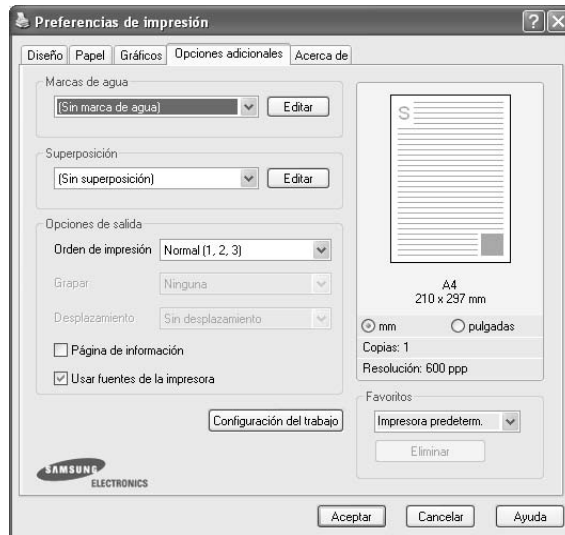 Preferencias de impresión
Diseño Papel Gráficos Opciones adicionales Acerca de
Marcas de agua
(Sin marca de agua) Editar
Superposición
(Sin superposición) Editar
Opciones de salida
Orden de impresión Normal (1, 2, 3)
Grapar Ninguna
Desplazamiento Sin desplazamiento
Página de información
Usar fuentes de la impresora
Configuración del trabajo
SAMSUNG
ELECTRONICS
S
A4
210 x 297 mm
mm pulgadas
Copias: 1
Resolución: 600 ppp
Favoritos
Impresora predeterm.
Eliminar
Aceptar Cancelar Ayuda